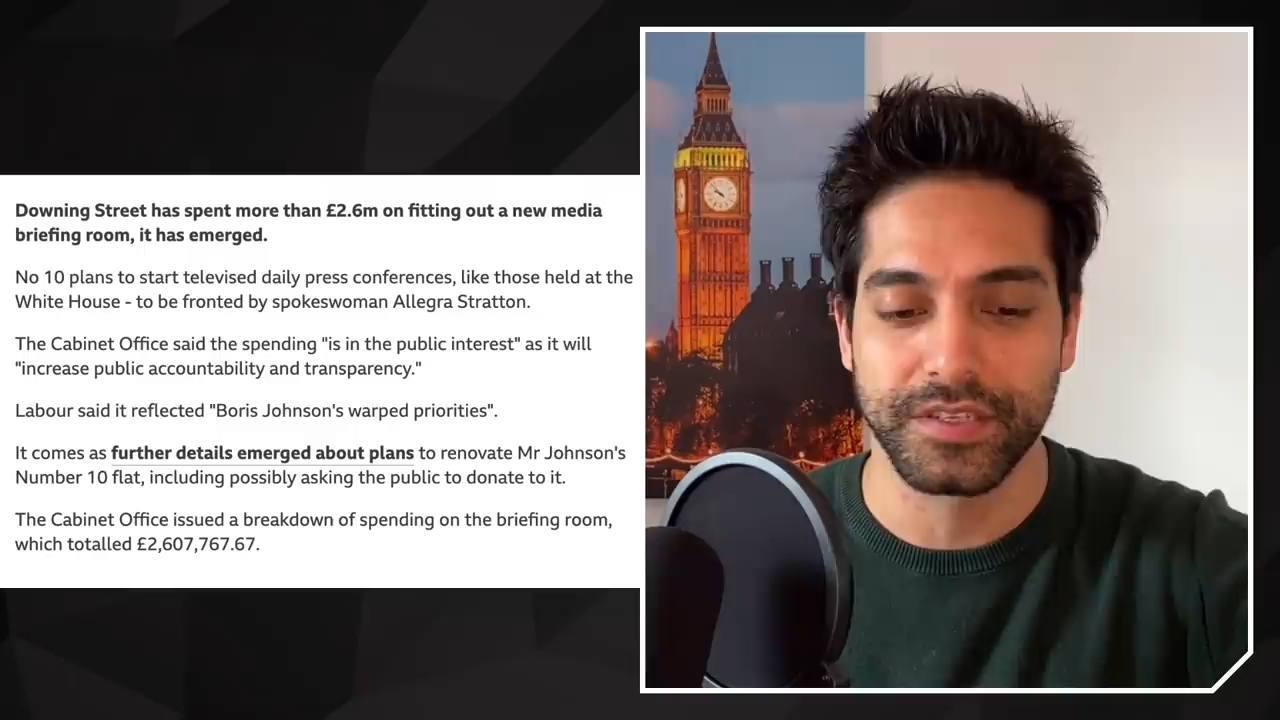 Downing Street has spent more than £2.6m on fitting out a new media
briefing room, it has emerged.
No 10 plans to start televised daily press conferences, like those held at the
White House - to be fronted by spokeswoman Allegra Stratton.
The Cabinet Office said the spending "is in the public interest" as it will
"increase public accountability and transparency."
Labour said it reflected "Boris Johnson's warped priorities".
It comes as further details emerged about plans to renovate Mr Johnson's
Number 10 flat, including possibly asking the public to donate to it.
The Cabinet Office issued a breakdown of spending on the briefing room,
which totalled £2,607,767.67.